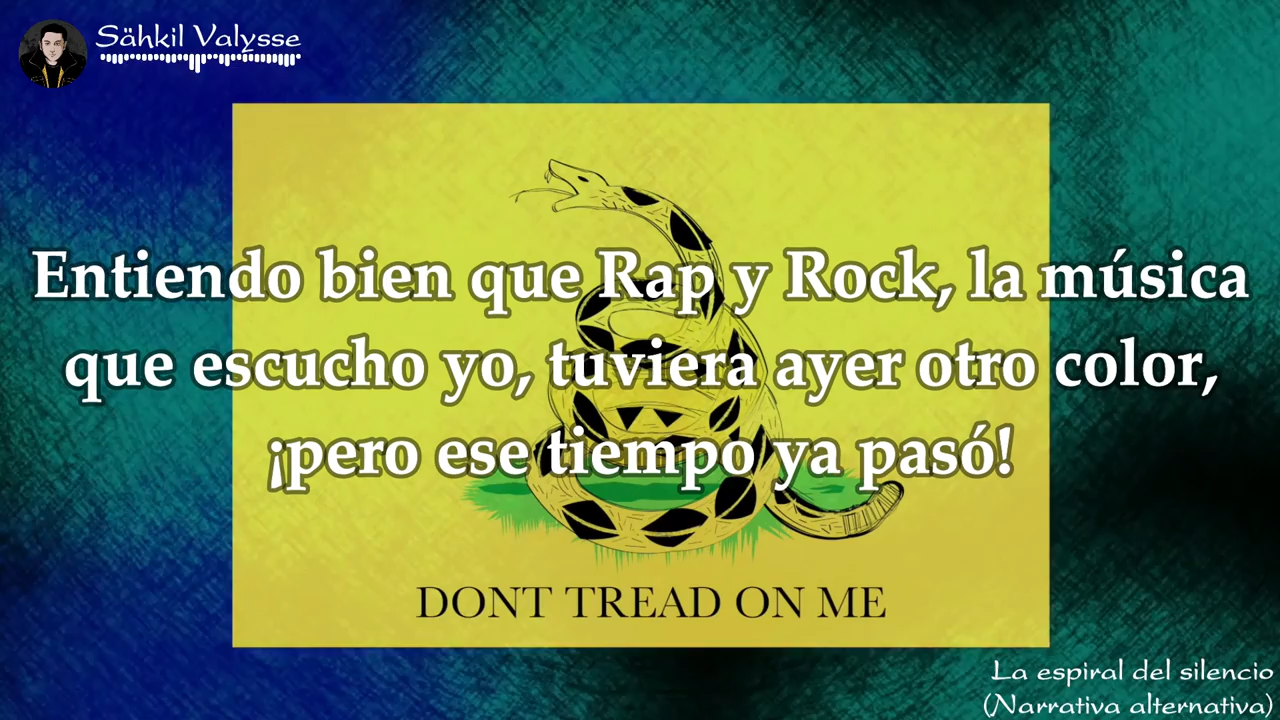 Sähkil Valysse
Entiendo bien que Rap y Rock, la música
que escucho yo, tuviera ayer otro color,
¡pero ese tiempo ya pasó!
DONT TREAD ON ME
La espiral del silencio
(Narrativa alternativa)